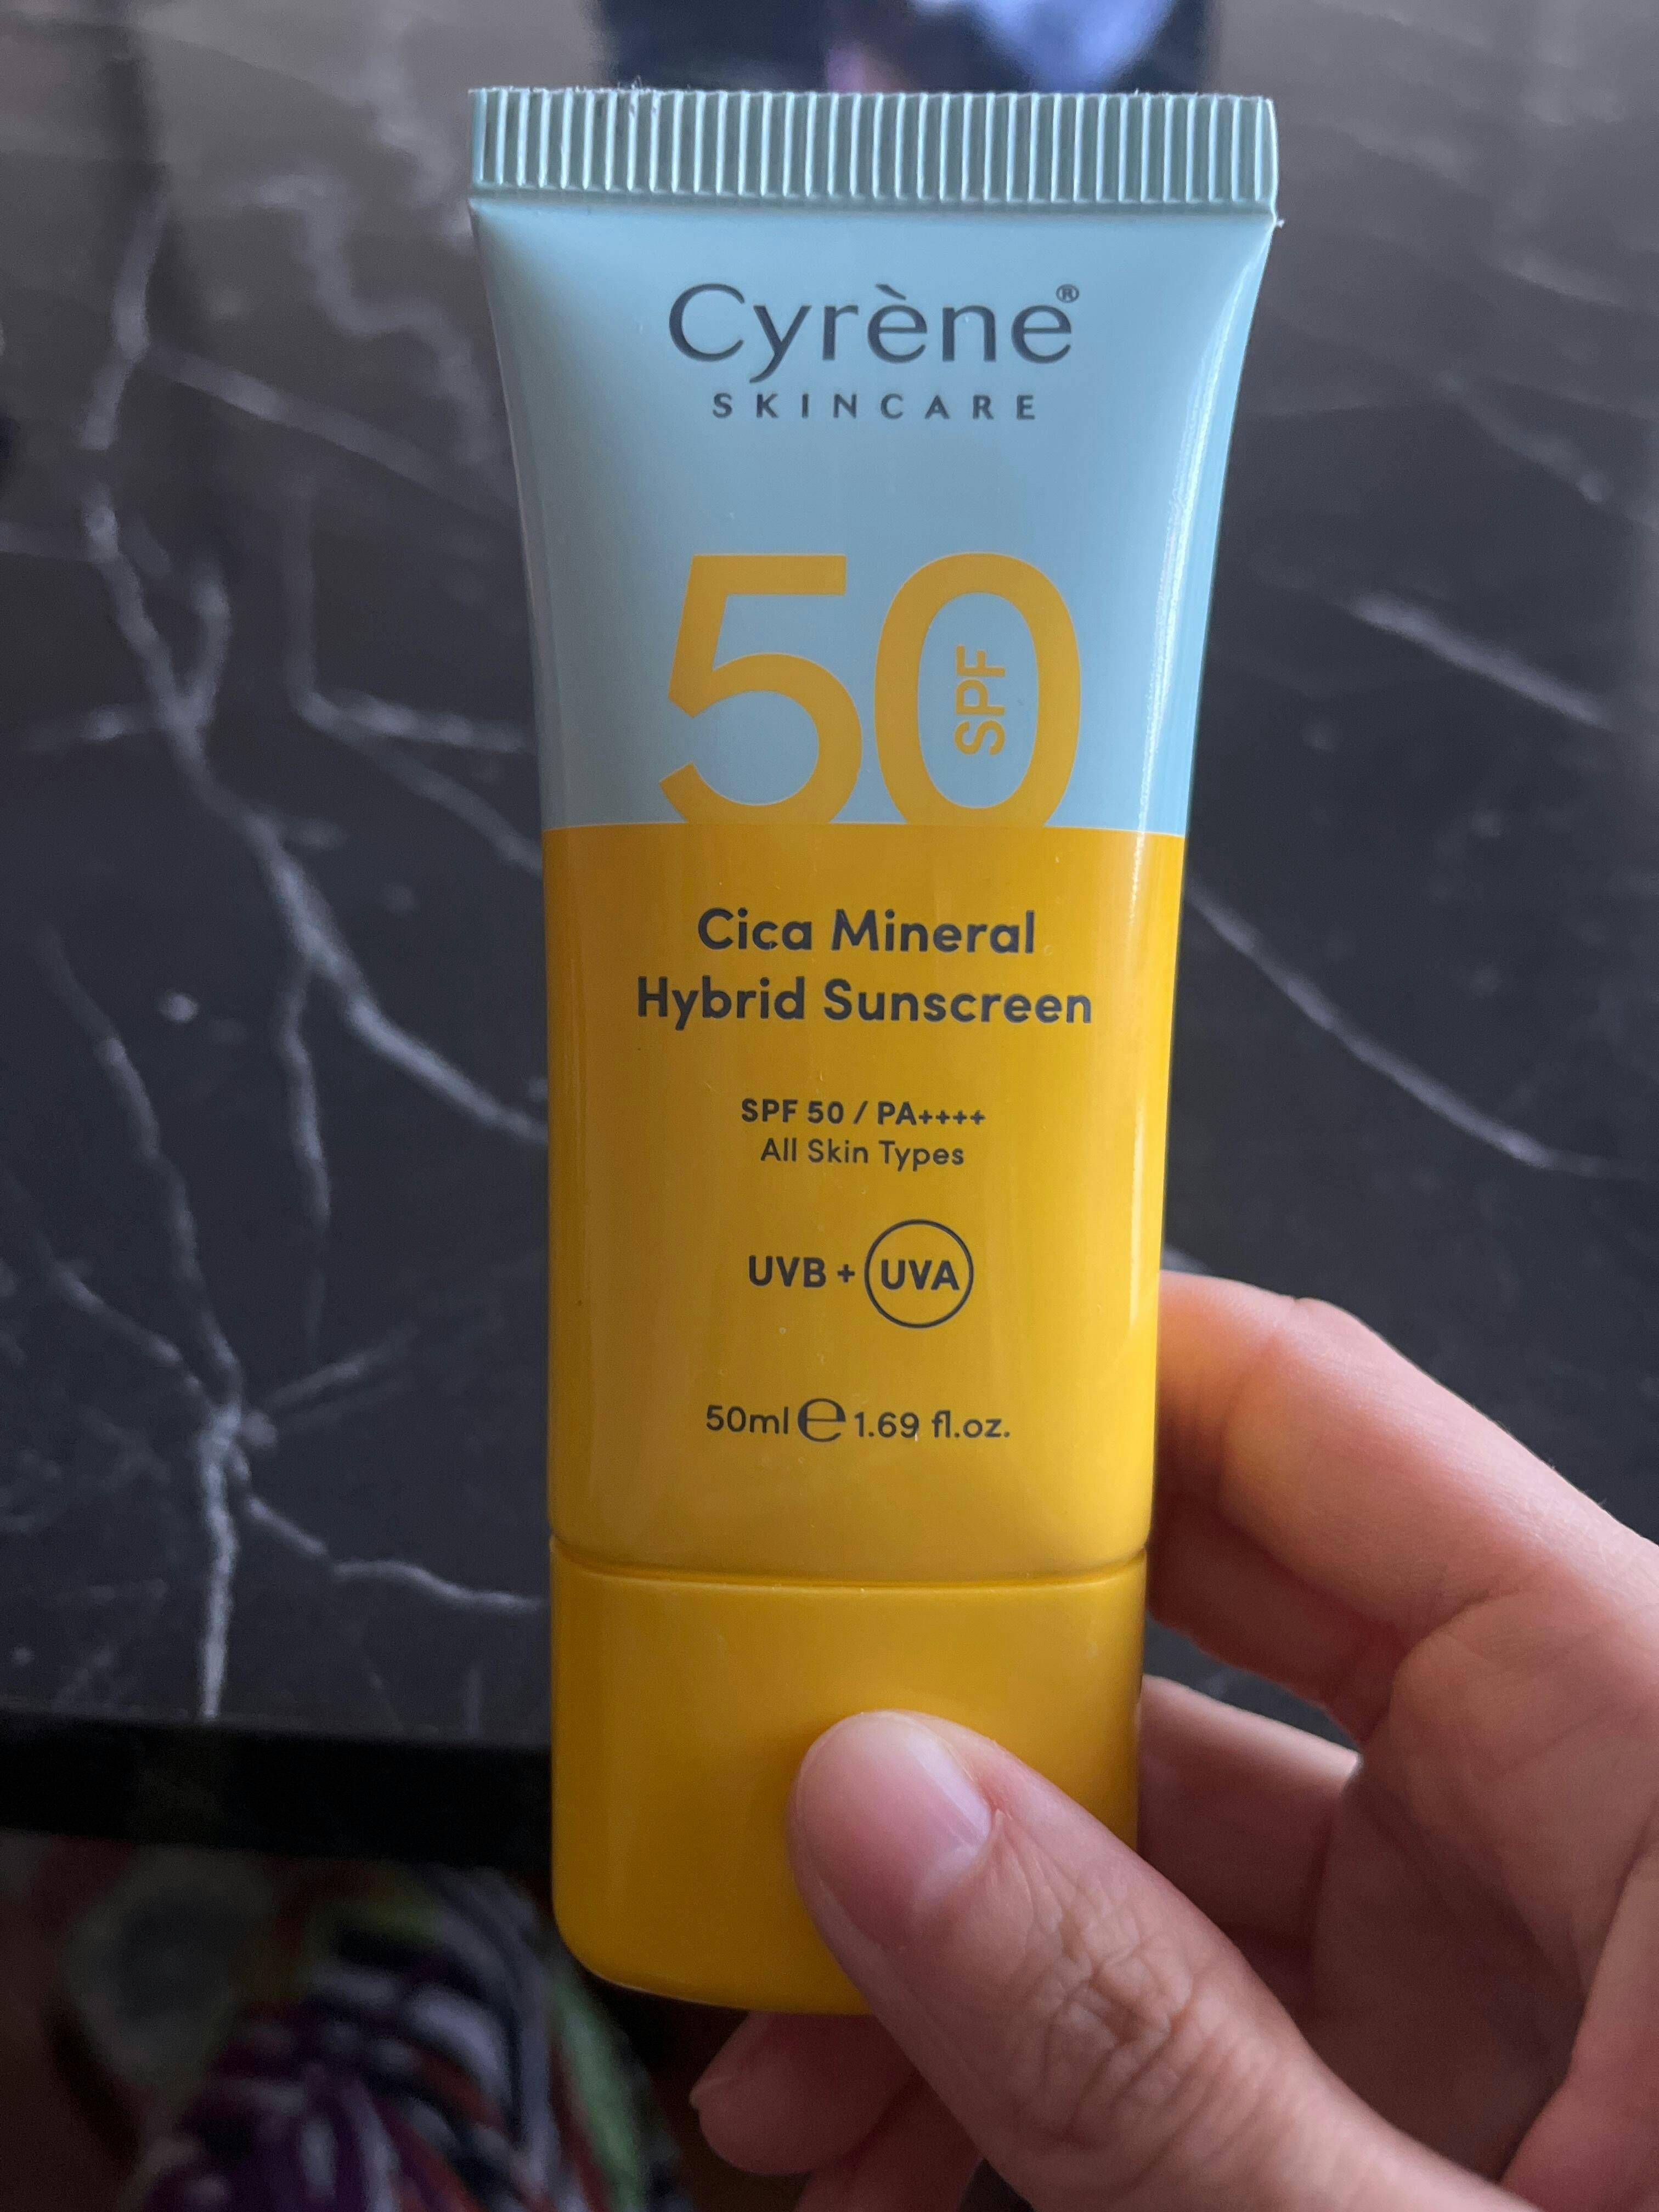 Cyrène®
SKINCARE
50
SPF
Cica Mineral
Hybrid Sunscreen
SPF 50 / PA++++
All Skin Types
UVB + UVA
50ml ℮ 1.69 fl.oz.